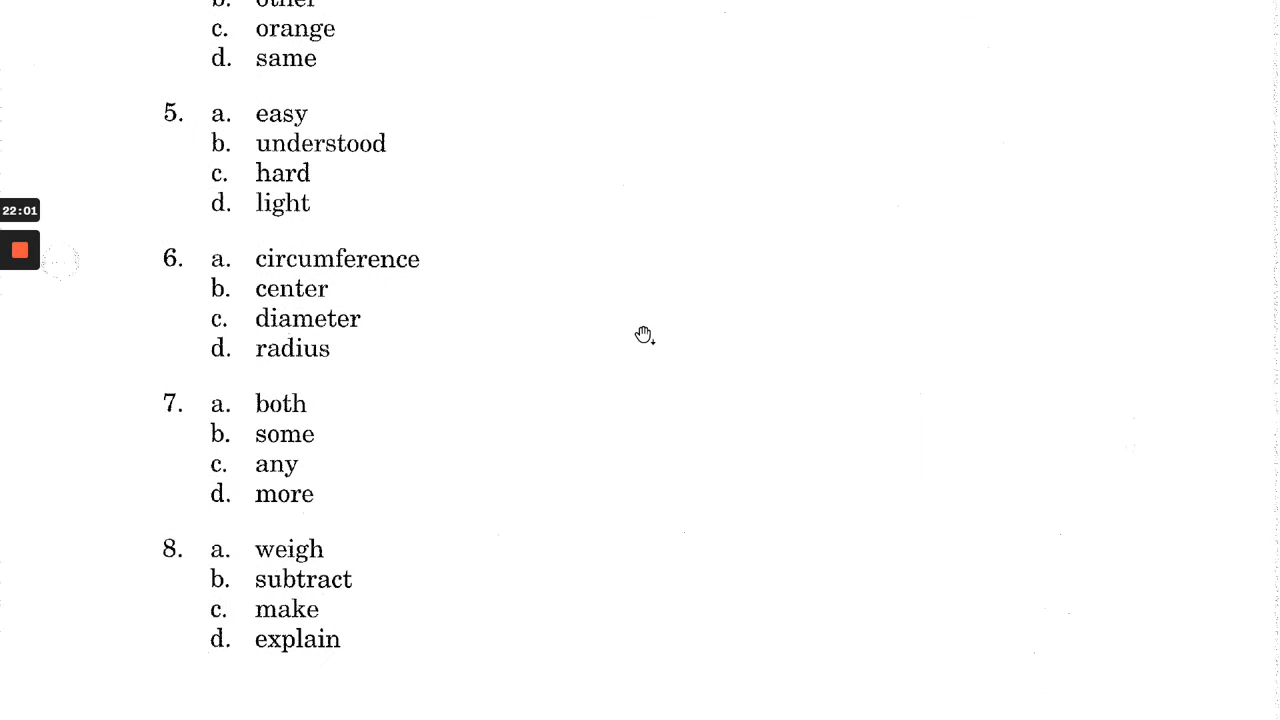 b. other
c. orange
d. same
5. a. easy
b. understood
c. hard
d. light
22:01
6. a. circumference
b. center
c. diameter
d. radius
7. a. both
b. some
c. any
d. more
8. a. weigh
b. subtract
c. make
d. explain